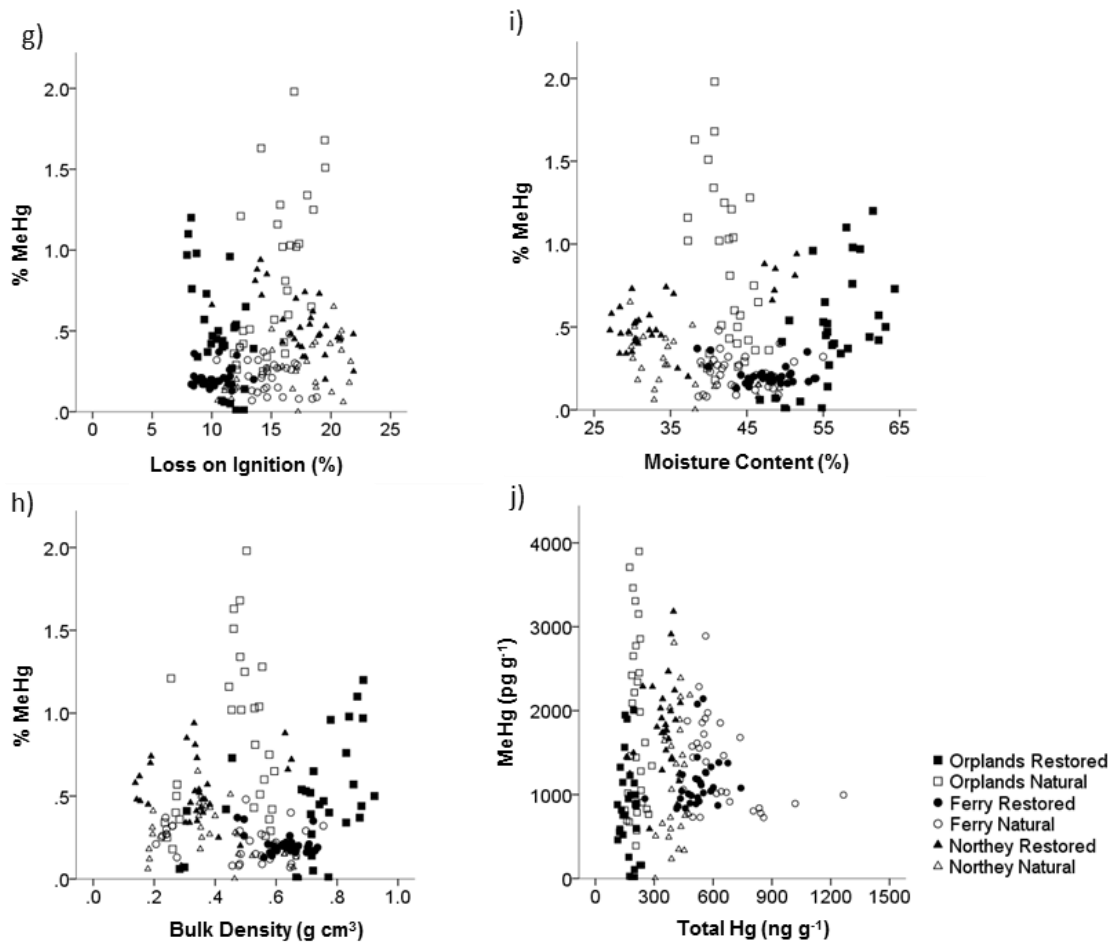 g)
2.0
1.5
% MeHg
1.0
.5
.0
0 5 10 15 20 25
Loss on Ignition (%)
i)
2.0
1.5
% MeHg
1.0
.5
.0
25 35 45 55 65
Moisture Content (%)
h)
2.0
1.5
% MeHg
1.0
.5
.0
.0 .2 .4 .6 .8 1.0
Bulk Density (g cm³)
j)
4000
3000
MeHg (pg g⁻¹)
2000
1000
0
0 300 600 900 1200 1500
Total Hg (ng g⁻¹)
Orplands Restored
Orplands Natural
Ferry Restored
Ferry Natural
Northey Restored
Northey Natural